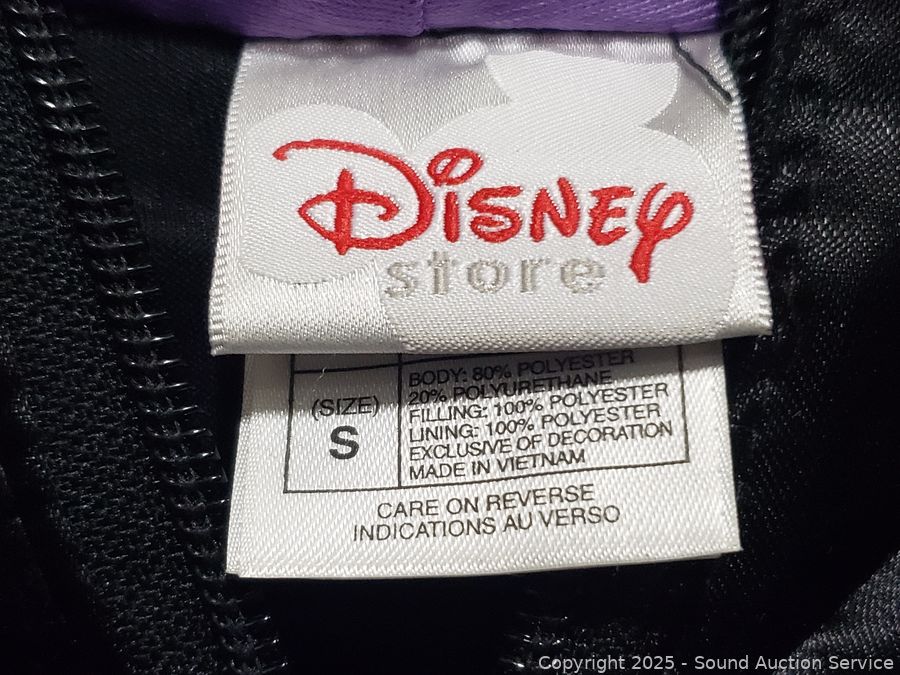 Disney
store
(SIZE)
S
BODY: 80% POLYESTER
20% POLYURETHANE
FILLING: 100% POLYESTER
LINING: 100% POLYESTER
EXCLUSIVE OF DECORATION
MADE IN VIETNAM
CARE ON REVERSE
INDICATIONS AU VERSO
Copyright 2025 - Sound Auction Service